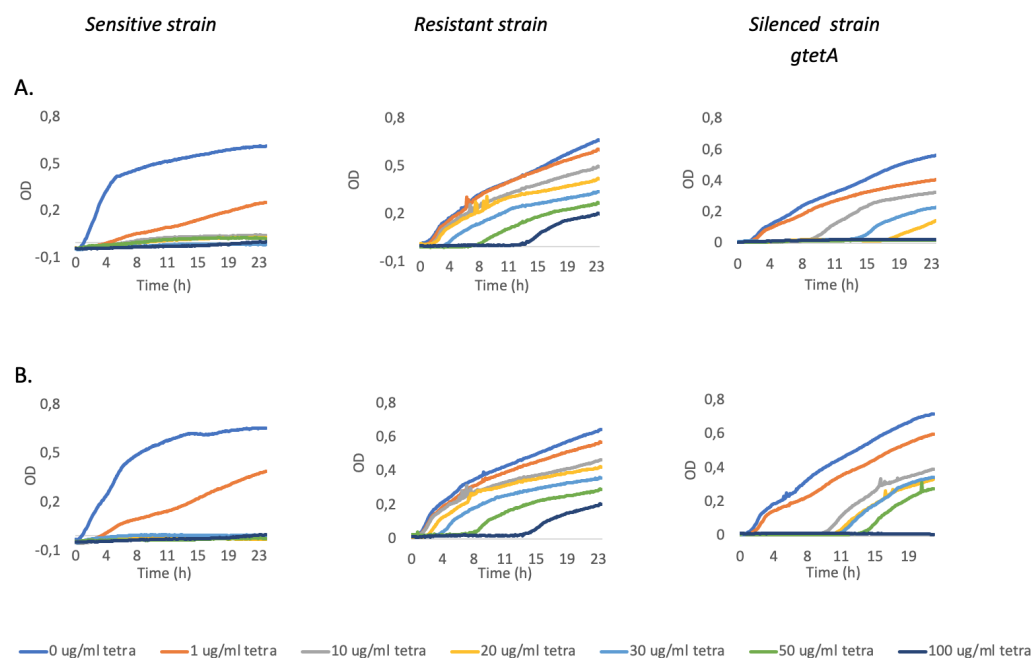 Sensitive strain
Resistant strain
Silenced strain
gtetA
A.
0,8
0,5
0,2
-0,1
OD
0 4 8 11 15 19 23
Time (h)
0,8
0,5
0,2
-0,1
OD
0 4 8 11 15 19 23
Time (h)
0,8
0,6
0,4
0,2
0
OD
0 4 8 11 15 19 23
Time (h)
B.
0,8
0,5
0,2
-0,1
OD
0 4 8 11 15 19 23
Time (h)
0,8
0,6
0,4
0,2
0
OD
0 4 8 11 15 19 23
Time (h)
0,8
0,6
0,4
0,2
0
OD
0 4 8 11 15 19
Time (h)
0 ug/ml tetra 1 ug/ml tetra 10 ug/ml tetra 20 ug/ml tetra 30 ug/ml tetra 50 ug/ml tetra 100 ug/ml tetra